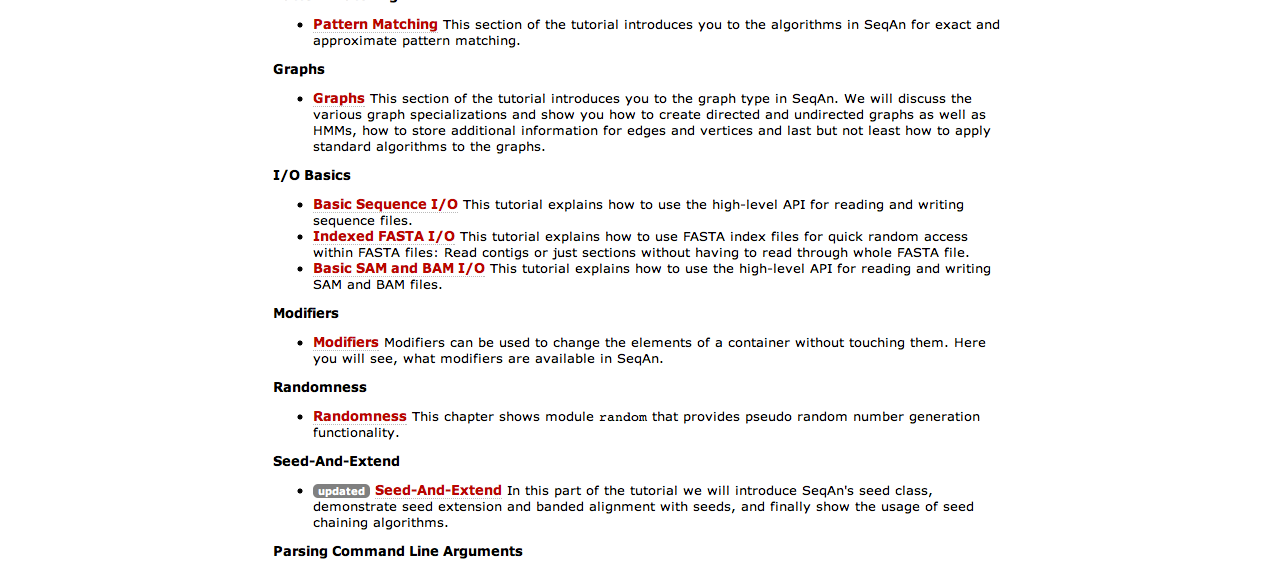 Pattern Matching This section of the tutorial introduces you to the algorithms in SeqAn for exact and
approximate pattern matching.
Graphs
Graphs This section of the tutorial introduces you to the graph type in SeqAn. We will discuss the
various graph specializations and show you how to create directed and undirected graphs as well as
HMMs, how to store additional information for edges and vertices and last but not least how to apply
standard algorithms to the graphs.
I/O Basics
Basic Sequence I/O This tutorial explains how to use the high-level API for reading and writing
sequence files.
Indexed FASTA I/O This tutorial explains how to use FASTA index files for quick random access
within FASTA files: Read contigs or just sections without having to read through whole FASTA file.
Basic SAM and BAM I/O This tutorial explains how to use the high-level API for reading and writing
SAM and BAM files.
Modifiers
Modifiers Modifiers can be used to change the elements of a container without touching them. Here
you will see, what modifiers are available in SeqAn.
Randomness
Randomness This chapter shows module random that provides pseudo random number generation
functionality.
Seed-And-Extend
updated Seed-And-Extend In this part of the tutorial we will introduce SeqAn's seed class,
demonstrate seed extension and banded alignment with seeds, and finally show the usage of seed
chaining algorithms.
Parsing Command Line Arguments